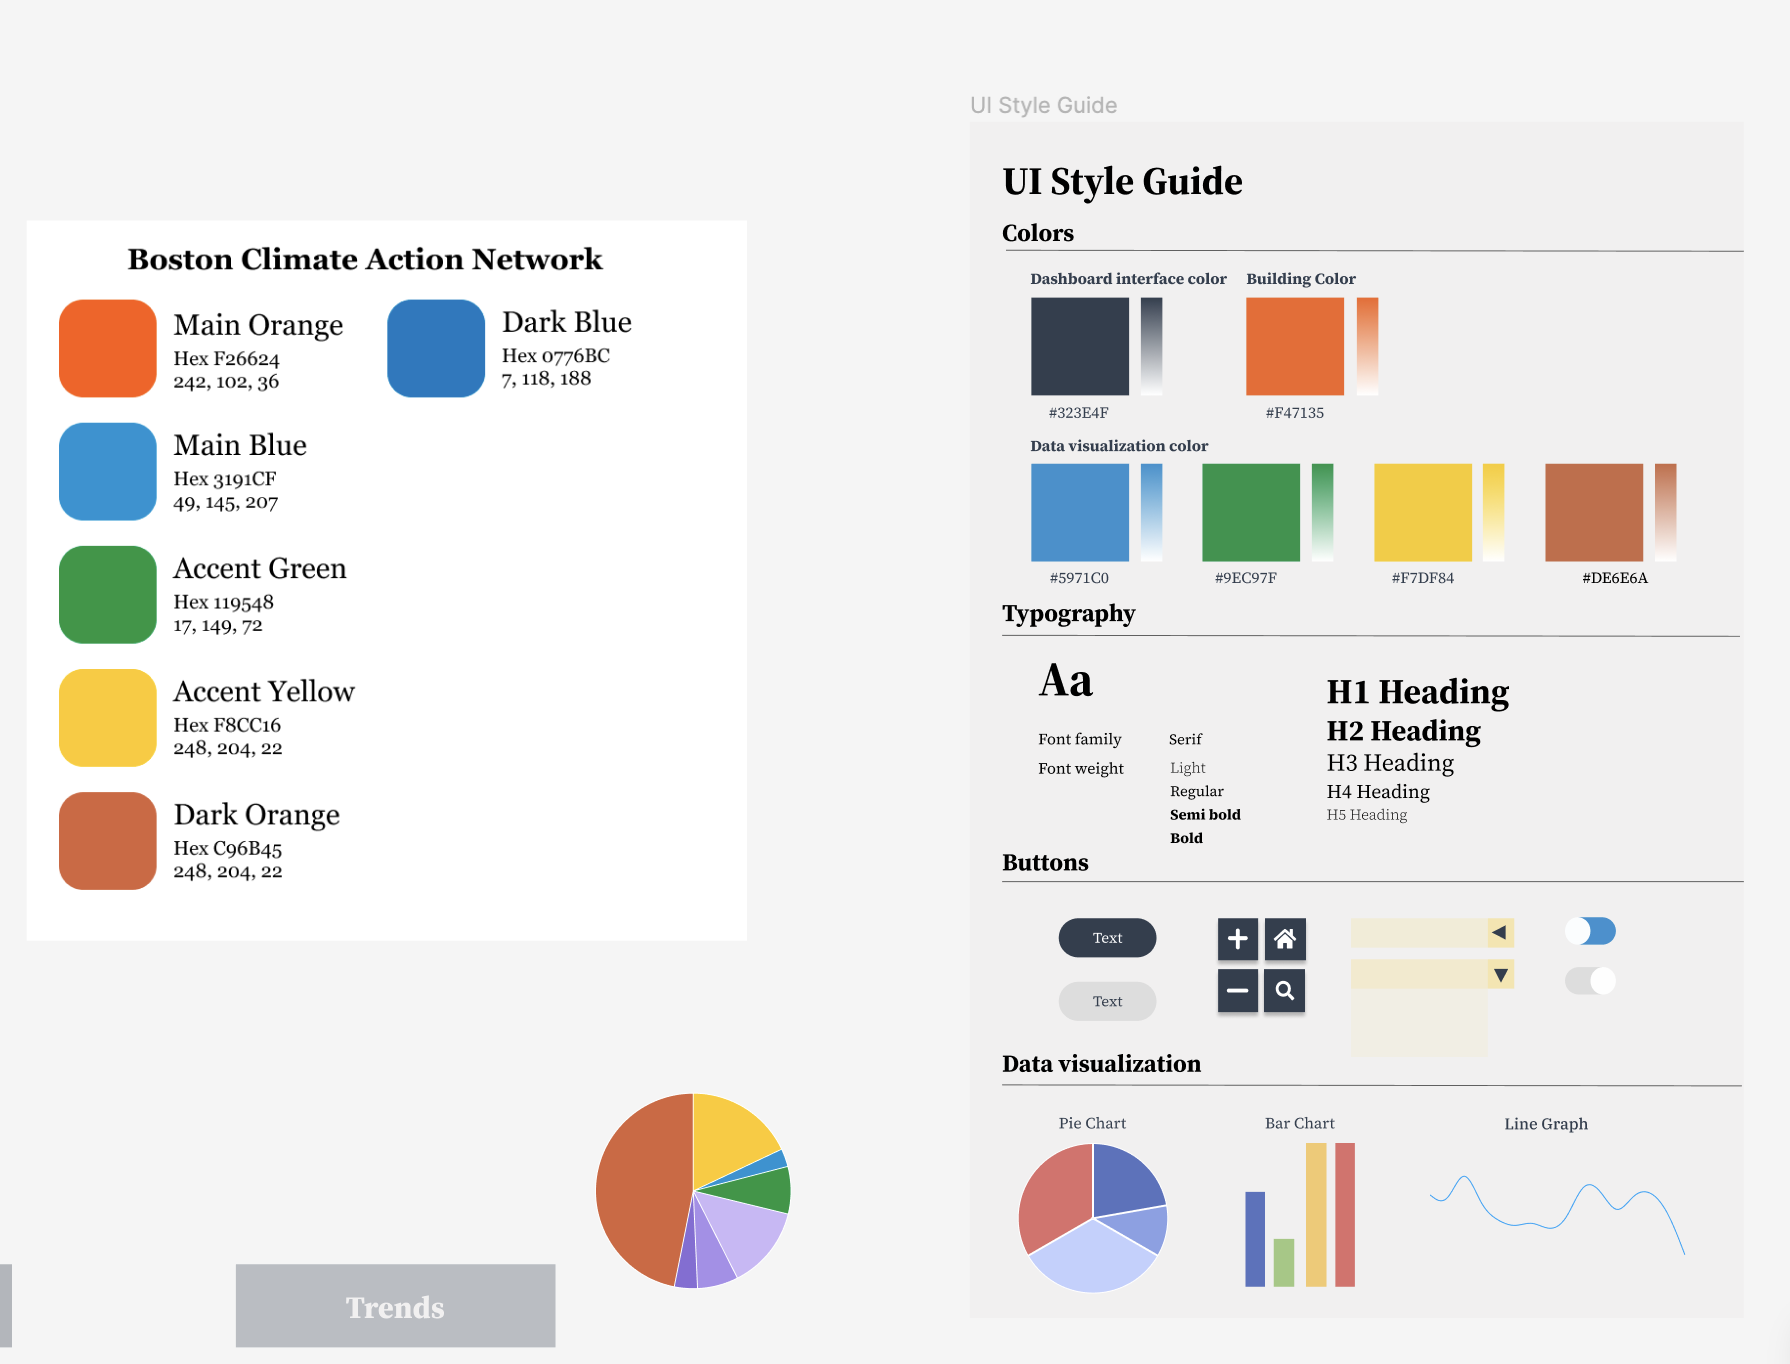 Boston Climate Action Network
Main Orange
Hex F26624
242, 102, 36
Dark Blue
Hex 0776BC
7, 118, 188
Main Blue
Hex 3191CF
49, 145, 207
Accent Green
Hex 119548
17, 149, 72
Accent Yellow
Hex F8CC16
248, 204, 22
Dark Orange
Hex C96B45
248, 204, 22
Trends
UI Style Guide
UI Style Guide
Colors
Dashboard interface color
Building Color
#323E4F
#F47135
Data visualization color
#5971C0
#9EC97F
#F7DF84
#DE6E6A
Typography
Aa
Font family
Serif
Font weight
Light
Regular
Semi bold
Bold
H1 Heading
H2 Heading
H3 Heading
H4 Heading
H5 Heading
Buttons
Text
Text
Data visualization
Pie Chart
Bar Chart
Line Graph